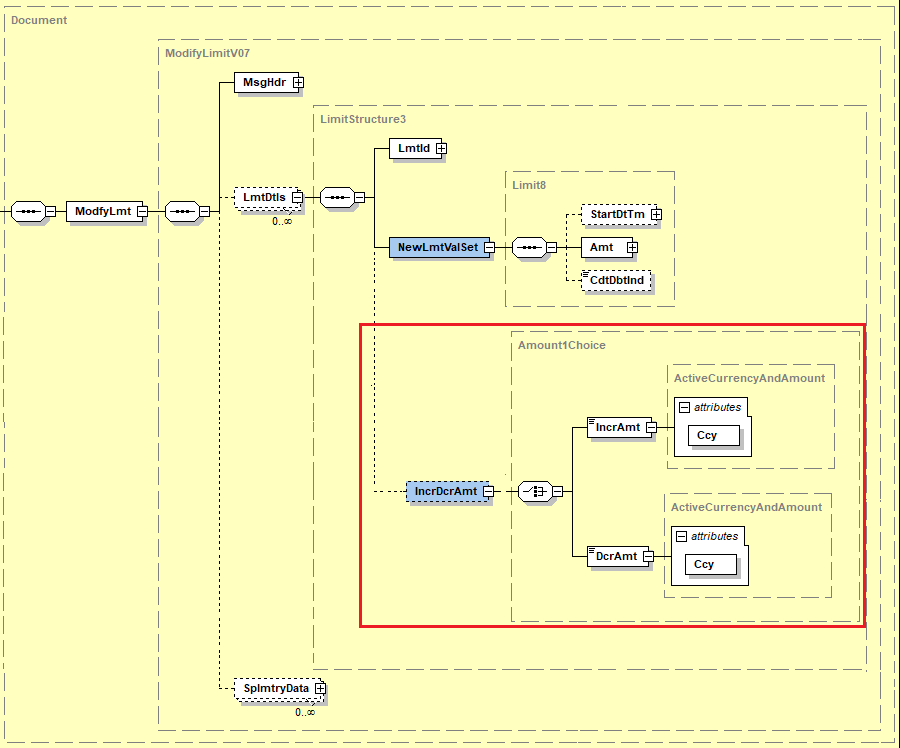 Document
ModifyLimitV07
MsgHdr
LimitStructure3
LmtId
Limit8
LmtDtls
0..∞
StartDtTm
ModfyLmt
NewLmtValSet
Amt
CdtDbtInd
Amount1Choice
ActiveCurrencyAndAmount
attributes
IncrAmt
Ccy
IncrDcrAmt
ActiveCurrencyAndAmount
attributes
DcrAmt
Ccy
SplmtryData
0..∞